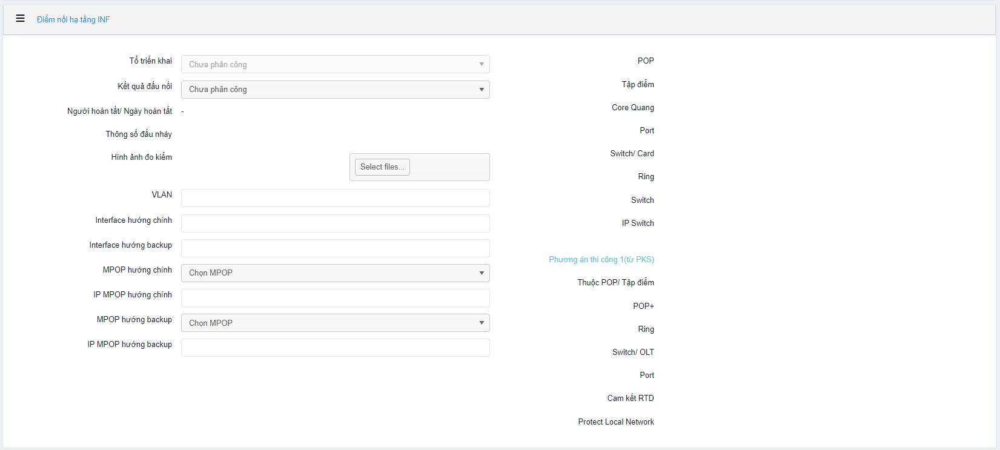 Điểm nối hạ tầng INF
Tổ triển khai
Chưa phân công
Kết quả đấu nối
Chưa phân công
Người hoàn tất/ Ngày hoàn tất
-
Thông số đấu nháy
Hình ảnh đo kiểm
Select files...
VLAN
Interface hướng chính
Interface hướng backup
MPOP hướng chính
Chọn MPOP
IP MPOP hướng chính
MPOP hướng backup
Chọn MPOP
IP MPOP hướng backup
POP
Tập điểm
Core Quang
Port
Switch/ Card
Ring
Switch
IP Switch
Phương án thi công 1(từ PKS)
Thuộc POP/ Tập điểm
POP+
Ring
Switch/ OLT
Port
Cam kết RTD
Protect Local Network